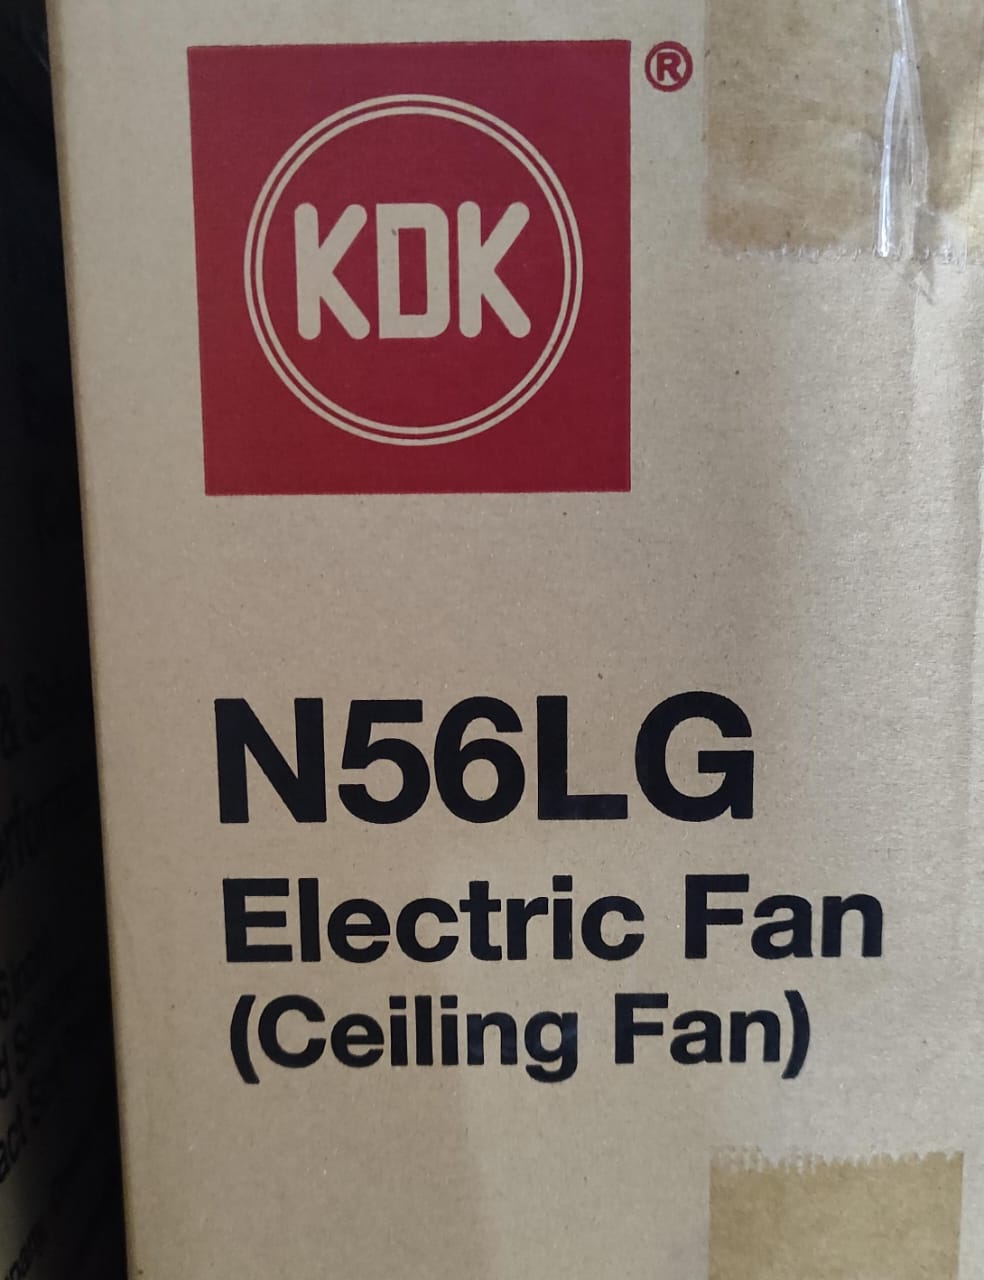 KDK ®
N56LG
Electric Fan
(Ceiling Fan)